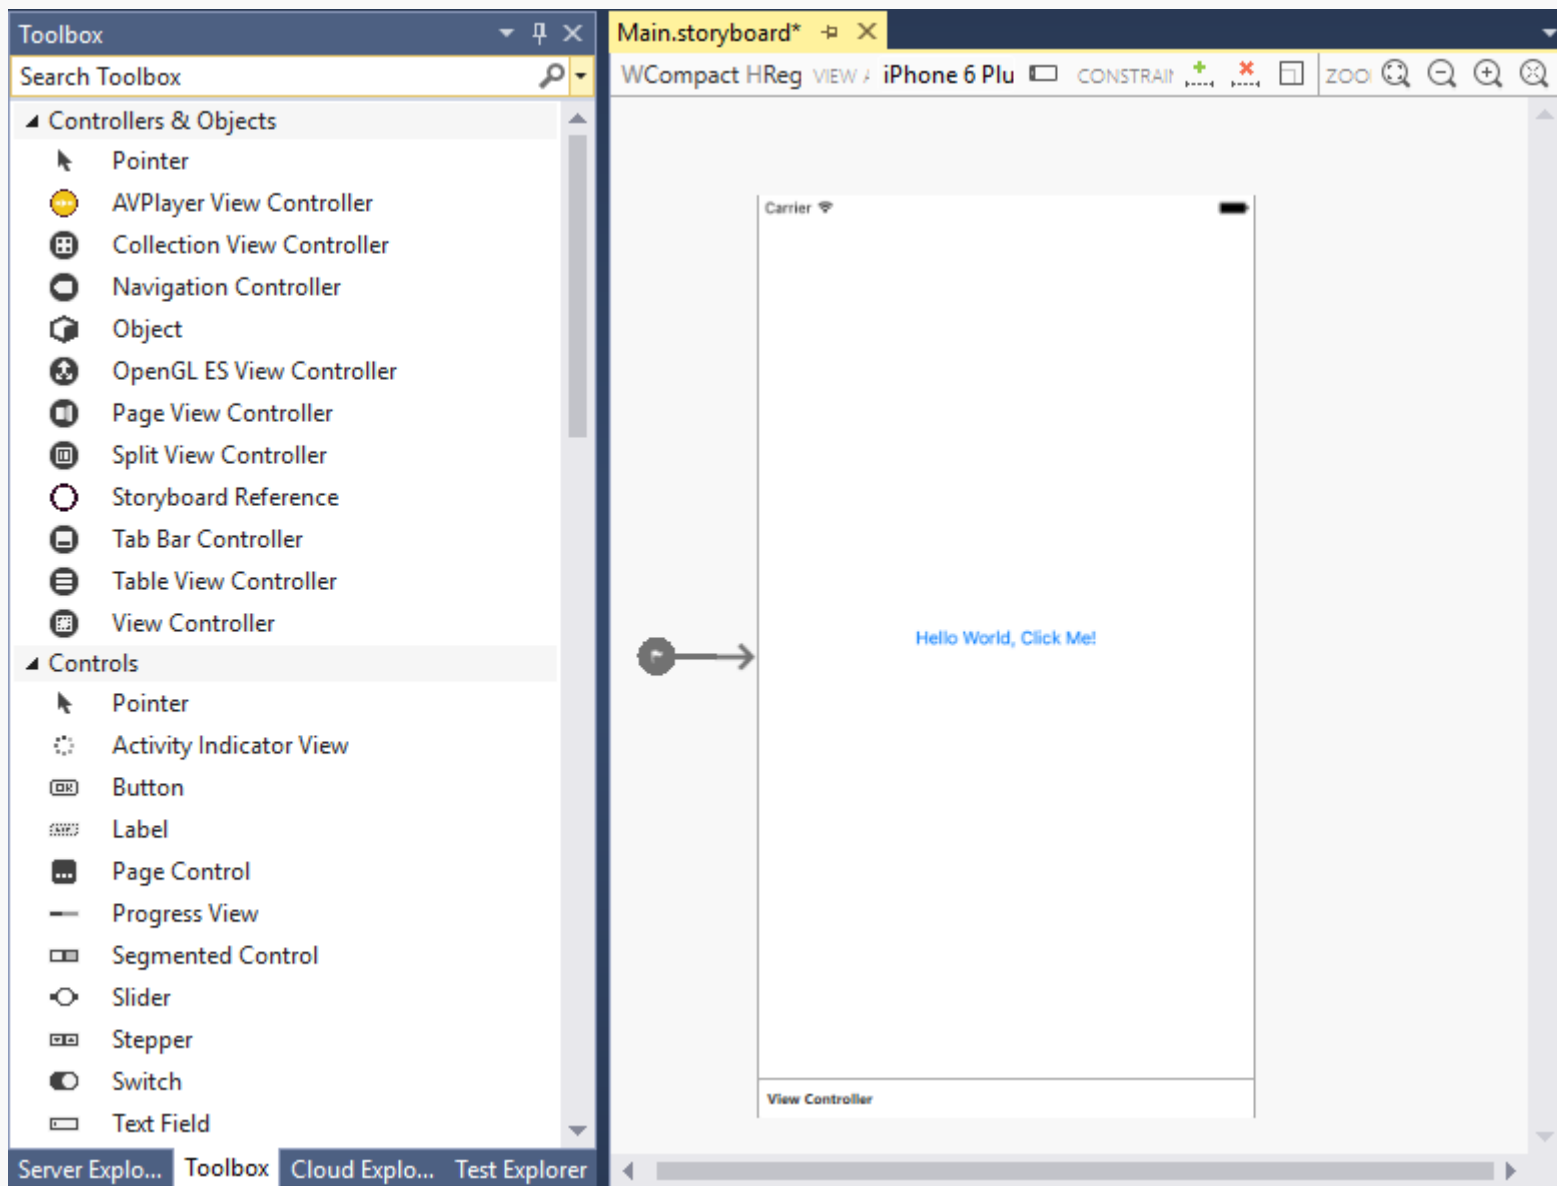 Toolbox
Search Toolbox
Controllers & Objects
Pointer
AVPlayer View Controller
Collection View Controller
Navigation Controller
Object
OpenGL ES View Controller
Page View Controller
Split View Controller
Storyboard Reference
Tab Bar Controller
Table View Controller
View Controller
Controls
Pointer
Activity Indicator View
Button
Label
Page Control
Progress View
Segmented Control
Slider
Stepper
Switch
Text Field
Server Explo... Toolbox Cloud Explo... Test Explorer
Main.storyboard*
WCompact HReg VIEW A iPhone 6 Plu CONSTRAIN ZOO
Carrier
Hello World, Click Me!
View Controller